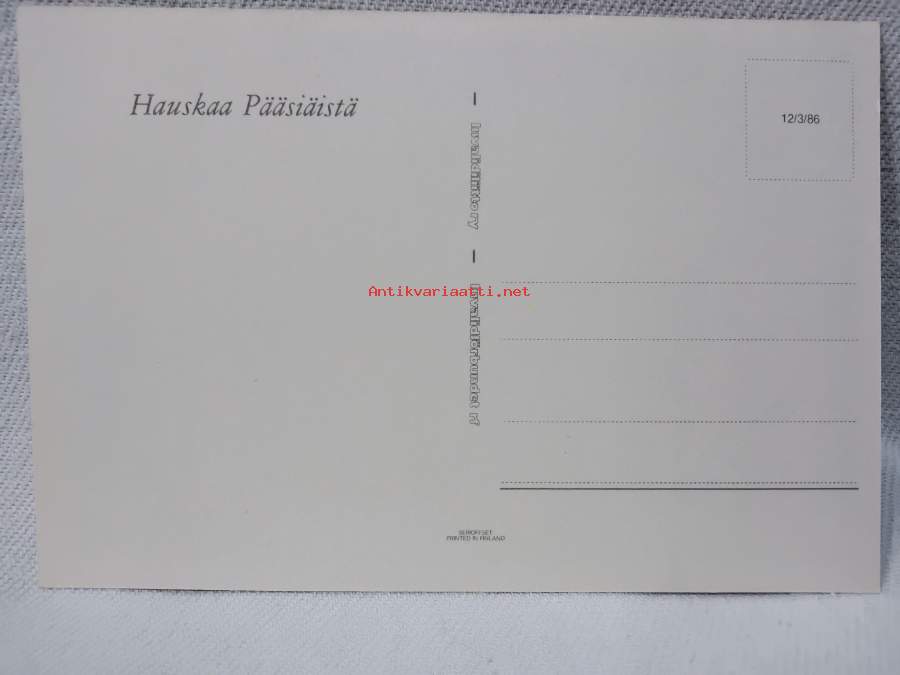 Hauskaa Pääsiäistä
12/3/86
Invalidiliitto ry
Antikvariaatti.net
Invalidförbundet rf
PRINTED IN FINLAND